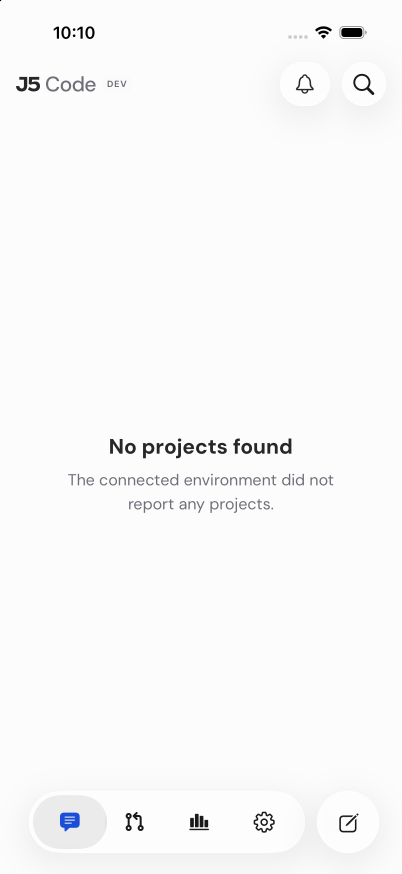 10:10
J5 Code DEV
No projects found
The connected environment did not
report any projects.